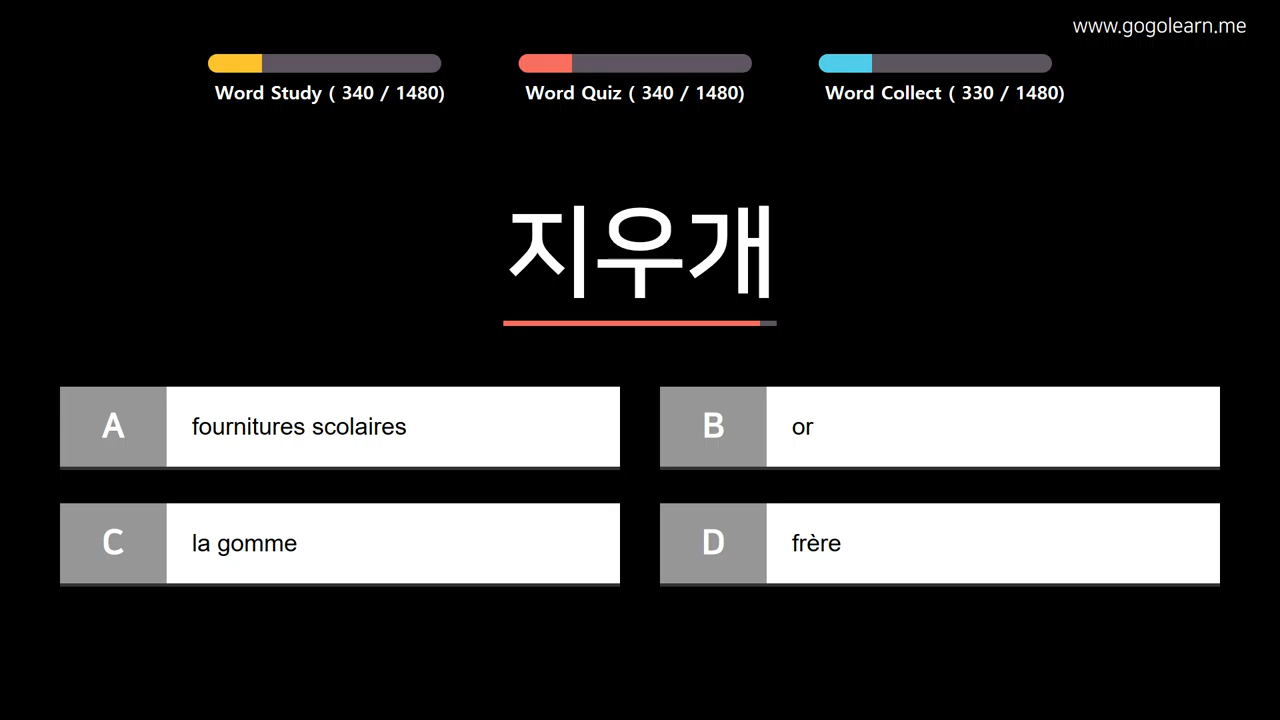 www.gogolearn.me
Word Study ( 340 / 1480)
Word Quiz ( 340 / 1480)
Word Collect ( 330 / 1480)
지우개
A fournitures scolaires
B or
C la gomme
D frère